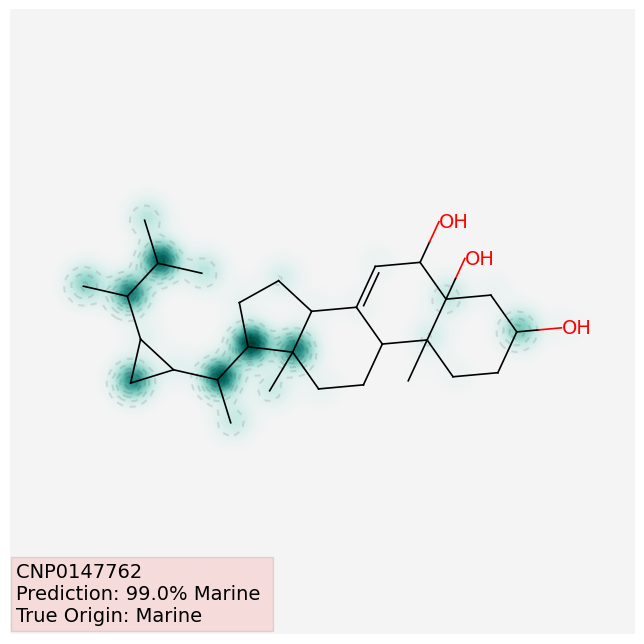 OH
OH
OH
CNP0147762
Prediction: 99.0% Marine
True Origin: Marine